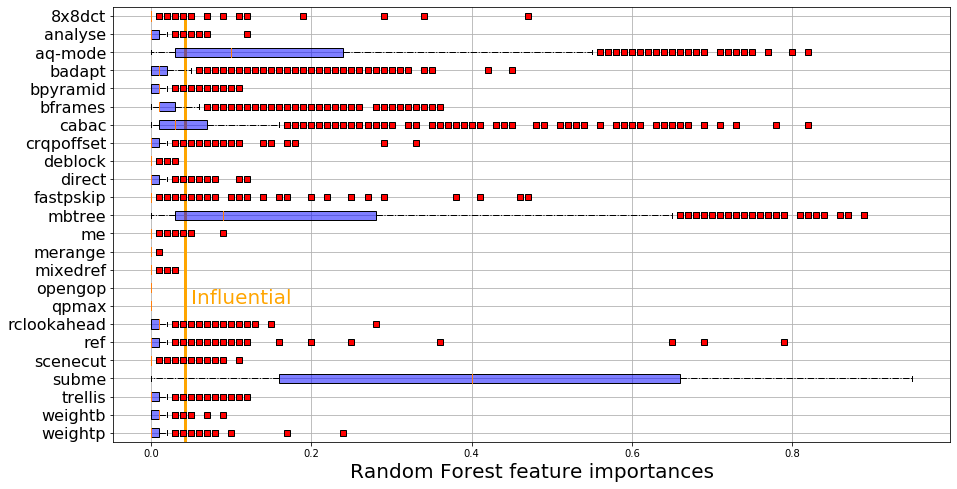 8x8dct
analyse
aq-mode
badapt
bpyramid
bframes
cabac
crqpoffset
deblock
direct
fastpskip
mbtree
me
merange
mixedref
opengop
Influential
qpmax
rclookahead
ref
scenecut
subme
trellis
weightb
weightp
0.0 0.2 0.4 0.6 0.8
Random Forest feature importances